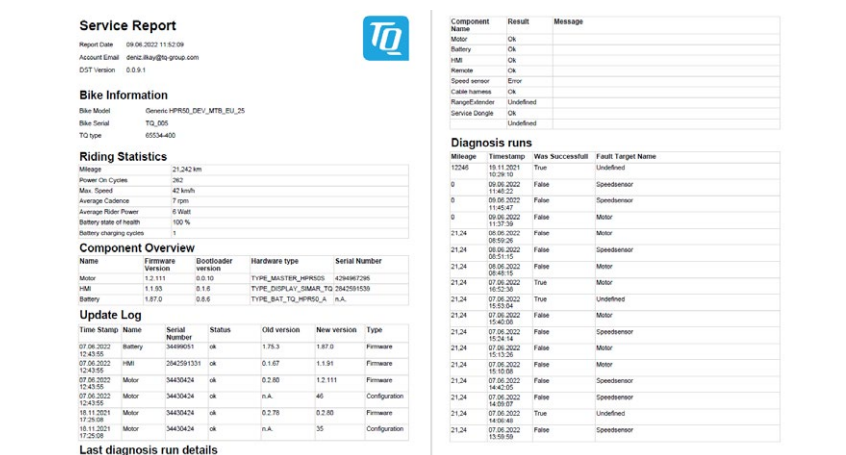 Service Report
TQ
Report Date 09.06.2022 11:52:09
Account Email deniz.ilkay@tq-group.com
DST Version 0.0.9.1
Bike Information
Bike Model Generic HPR50_DEV_MTB_EU_25
Bike Serial TQ_005
TQ type 65534-400
Riding Statistics
Mileage 21,242 km
Power On Cycles 262
Max. Speed 42 km/h
Average Cadence 7 rpm
Average Rider Power 6 Watt
Battery state of health 100 %
Battery charging cycles 1
Component Overview
Name Firmware Version Bootloader version Hardware type Serial Number
Motor 1.2.111 0.0.10 TYPE_MASTER_HPR50S 4294967295
HMI 1.1.93 0.1.6 TYPE_DISPLAY_SIMAR_TQ 2842591539
Battery 1.87.0 0.8.6 TYPE_BAT_TQ_HPR50_A n.A.
Update Log
Time Stamp Name Serial Number Status Old version New version Type
07.06.2022 12:43:55 Battery 34499051 ok 1.75.3 1.87.0 Firmware
07.06.2022 12:43:55 HMI 2842591331 ok 0.1.67 1.1.91 Firmware
07.06.2022 12:43:55 Motor 34430424 ok 0.2.80 1.2.111 Firmware
07.06.2022 12:43:55 Motor 34430424 ok n.A. 46 Configuration
18.11.2021 17:25:08 Motor 34430424 ok 0.2.78 0.2.80 Firmware
18.11.2021 17:25:08 Motor 34430424 ok n.A. 35 Configuration
Last diagnosis run details
Component Name Result Message
Motor Ok
Battery Ok
HMI Ok
Remote Ok
Speed sensor Error
Cable harness Ok
RangeExtender Undefined
Service Dongle Ok
Undefined
Diagnosis runs
Mileage Timestamp Was Successfull Fault Target Name
12246 19.11.2021 10:29:10 True Undefined
0 09.06.2022 11:46:22 False Speedsensor
0 09.06.2022 11:45:47 False Speedsensor
0 09.06.2022 11:37:39 False Motor
21,24 08.06.2022 08:59:26 False Motor
21,24 08.06.2022 08:51:15 False Speedsensor
21,24 08.06.2022 08:48:15 False Motor
21,24 07.06.2022 16:52:38 True Motor
21,24 07.06.2022 15:53:04 True Undefined
21,24 07.06.2022 15:40:08 False Motor
21,24 07.06.2022 15:24:14 False Speedsensor
21,24 07.06.2022 15:13:26 False Motor
21,24 07.06.2022 15:10:08 False Motor
21,24 07.06.2022 14:42:05 False Speedsensor
21,24 07.06.2022 14:09:07 False Speedsensor
21,24 07.06.2022 14:06:48 True Undefined
21,24 07.06.2022 13:59:59 False Speedsensor